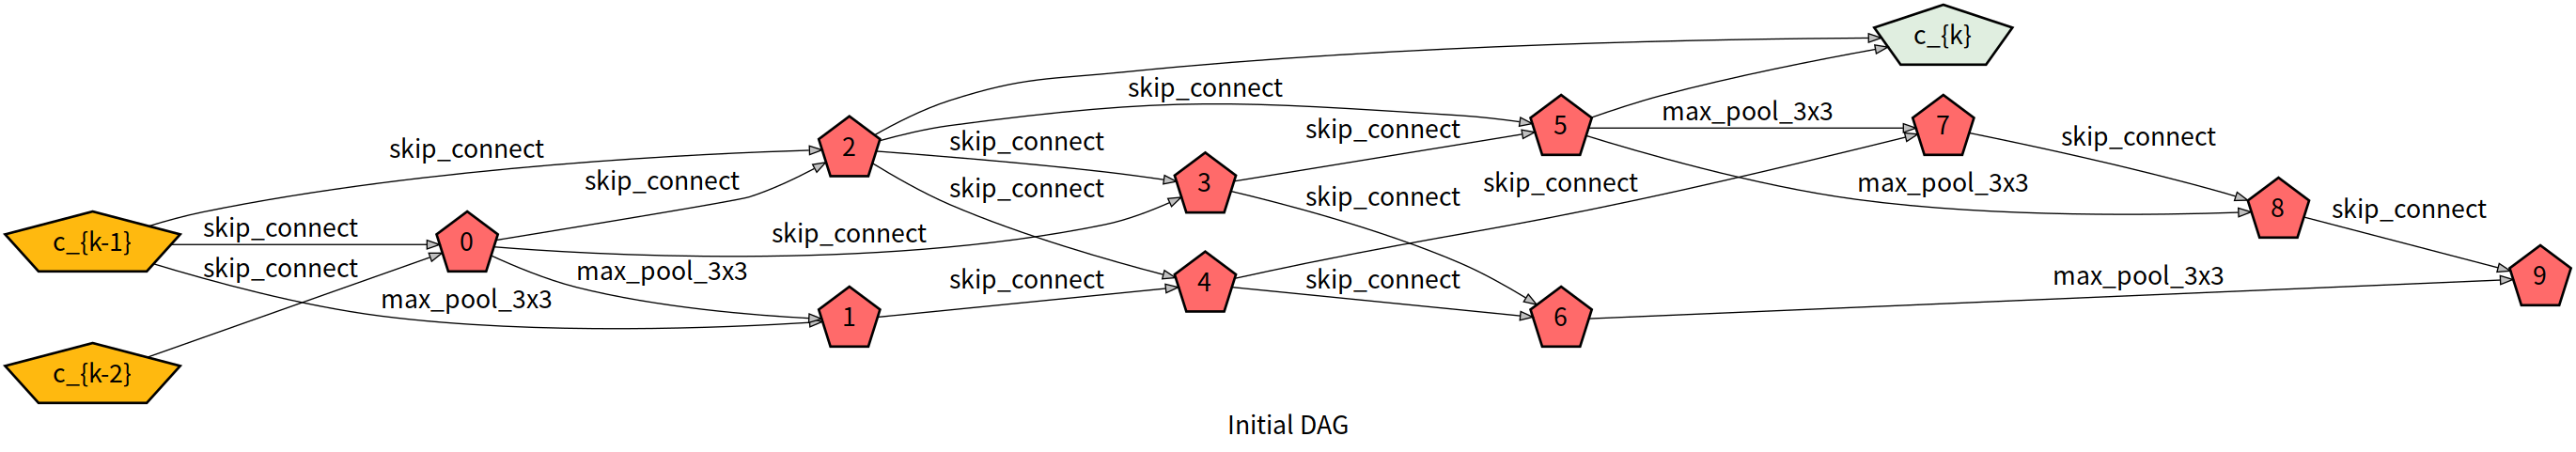 c_{k}
skip_connect
max_pool_3x3
5
7
skip_connect
skip_connect
skip_connect
2
skip_connect
skip_connect
3
skip_connect
skip_connect
skip_connect
max_pool_3x3
skip_connect
8
skip_connect
c_{k-1}
skip_connect
0
skip_connect
skip_connect
max_pool_3x3
max_pool_3x3
skip_connect
4
skip_connect
max_pool_3x3
9
1
6
c_{k-2}
Initial DAG